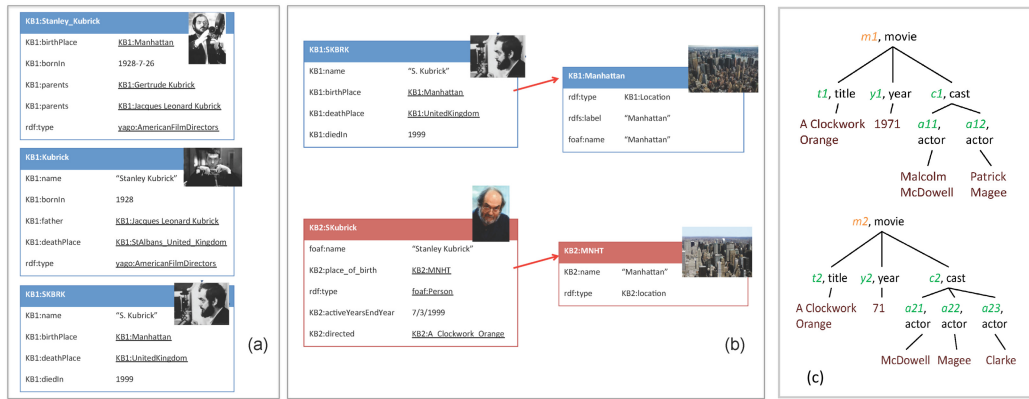 KB1:Stanley_Kubrick
KB1:birthPlace KB1:Manhattan
KB1:bornIn 1928-7-26
KB1:parents KB1:Gertrude Kubrick
KB1:parents KB1:Jacques Leonard Kubrick
rdf:type yago:AmericanFilmDirectors
KB1:Kubrick
KB1:name "Stanley Kubrick"
KB1:bornIn 1928
KB1:father KB1:Jacques Leonard Kubrick
KB1:deathPlace KB1:StAlbans_United_Kingdom
rdf:type yago:AmericanFilmDirectors
KB1:SKBRK
KB1:name "S. Kubrick"
KB1:birthPlace KB1:Manhattan
KB1:deathPlace KB1:UnitedKingdom
KB1:diedIn 1999
(a)
KB1:SKBRK
KB1:name "S. Kubrick"
KB1:birthPlace KB1:Manhattan
KB1:deathPlace KB1:UnitedKingdom
KB1:diedIn 1999
KB1:Manhattan
rdf:type KB1:Location
rdfs:label "Manhattan"
foaf:name "Manhattan"
KB2:SKubrick
foaf:name "Stanley Kubrick"
KB2:place_of_birth KB2:MNHT
rdf:type foaf:Person
KB2:activeYearsEndYear 7/3/1999
KB2:directed KB2:A_Clockwork_Orange
KB2:MNHT
KB2:name "Manhattan"
rdf:type KB2:location
(b)
m1, movie
t1, title y1, year c1, cast
A Clockwork 1971 a11, a12,
Orange actor actor
Malcolm Patrick
McDowell Magee
m2, movie
t2, title y2, year c2, cast
A Clockwork 71 a21, a22, a23,
Orange actor actor actor
McDowell Magee Clarke
(c)